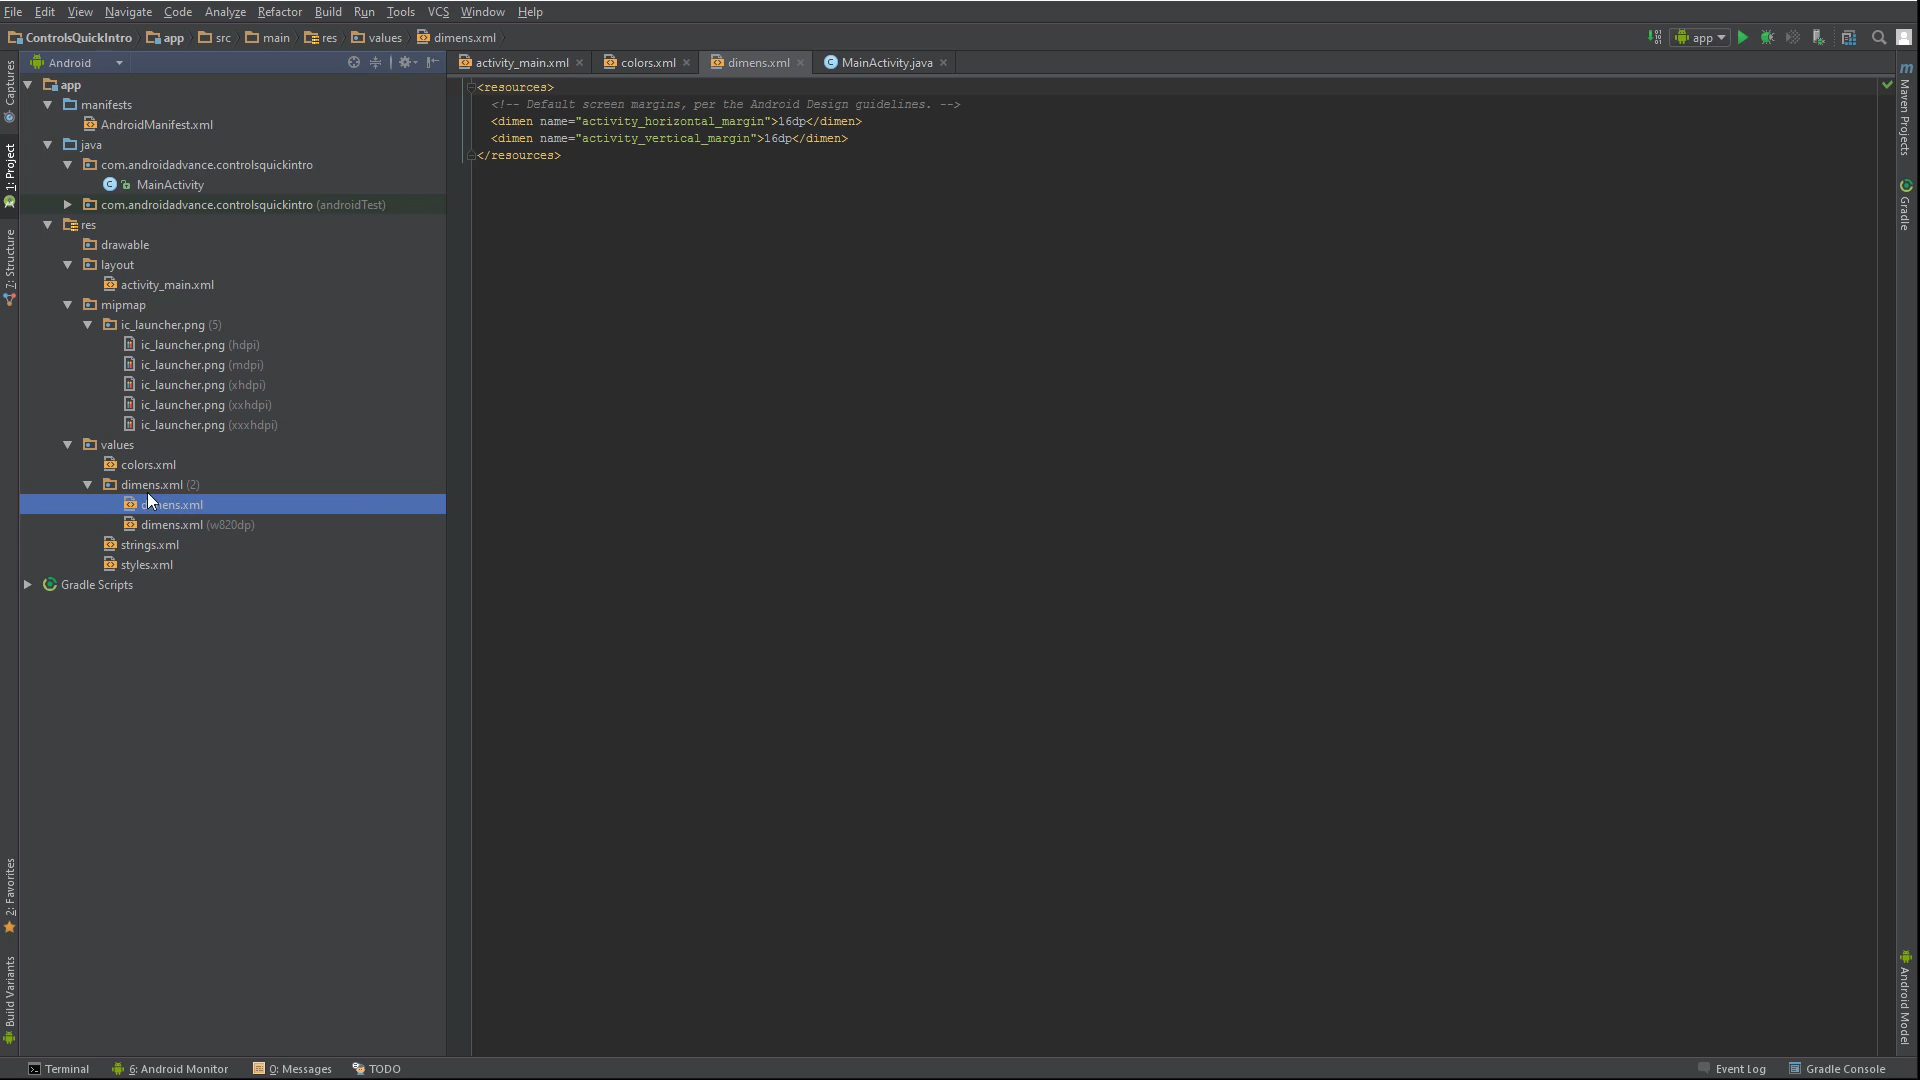 File Edit View Navigate Code Analyze Refactor Build Run Tools VCS Window Help
ControlsQuickIntro app src main res values dimens.xml app
Android
activity_main.xml colors.xml dimens.xml MainActivity.java
app
manifests
AndroidManifest.xml
java
com.androidadvance.controlsquickintro
MainActivity
com.androidadvance.controlsquickintro (androidTest)
res
drawable
layout
activity_main.xml
mipmap
ic_launcher.png (5)
ic_launcher.png (hdpi)
ic_launcher.png (mdpi)
ic_launcher.png (xhdpi)
ic_launcher.png (xxhdpi)
ic_launcher.png (xxxhdpi)
values
colors.xml
dimens.xml (2)
dimens.xml (w820dp)
strings.xml
styles.xml
Gradle Scripts
<resources>
<!-- Default screen margins, per the Android Design guidelines. -->
<dimen name="activity_horizontal_margin">16dp</dimen>
<dimen name="activity_vertical_margin">16dp</dimen>
</resources>
Captures
1: Project
7: Structure
2: Favorites
Build Variants
m
Maven Projects
Gradle
Android Model
Terminal 6: Android Monitor 0: Messages TODO Event Log Gradle Console